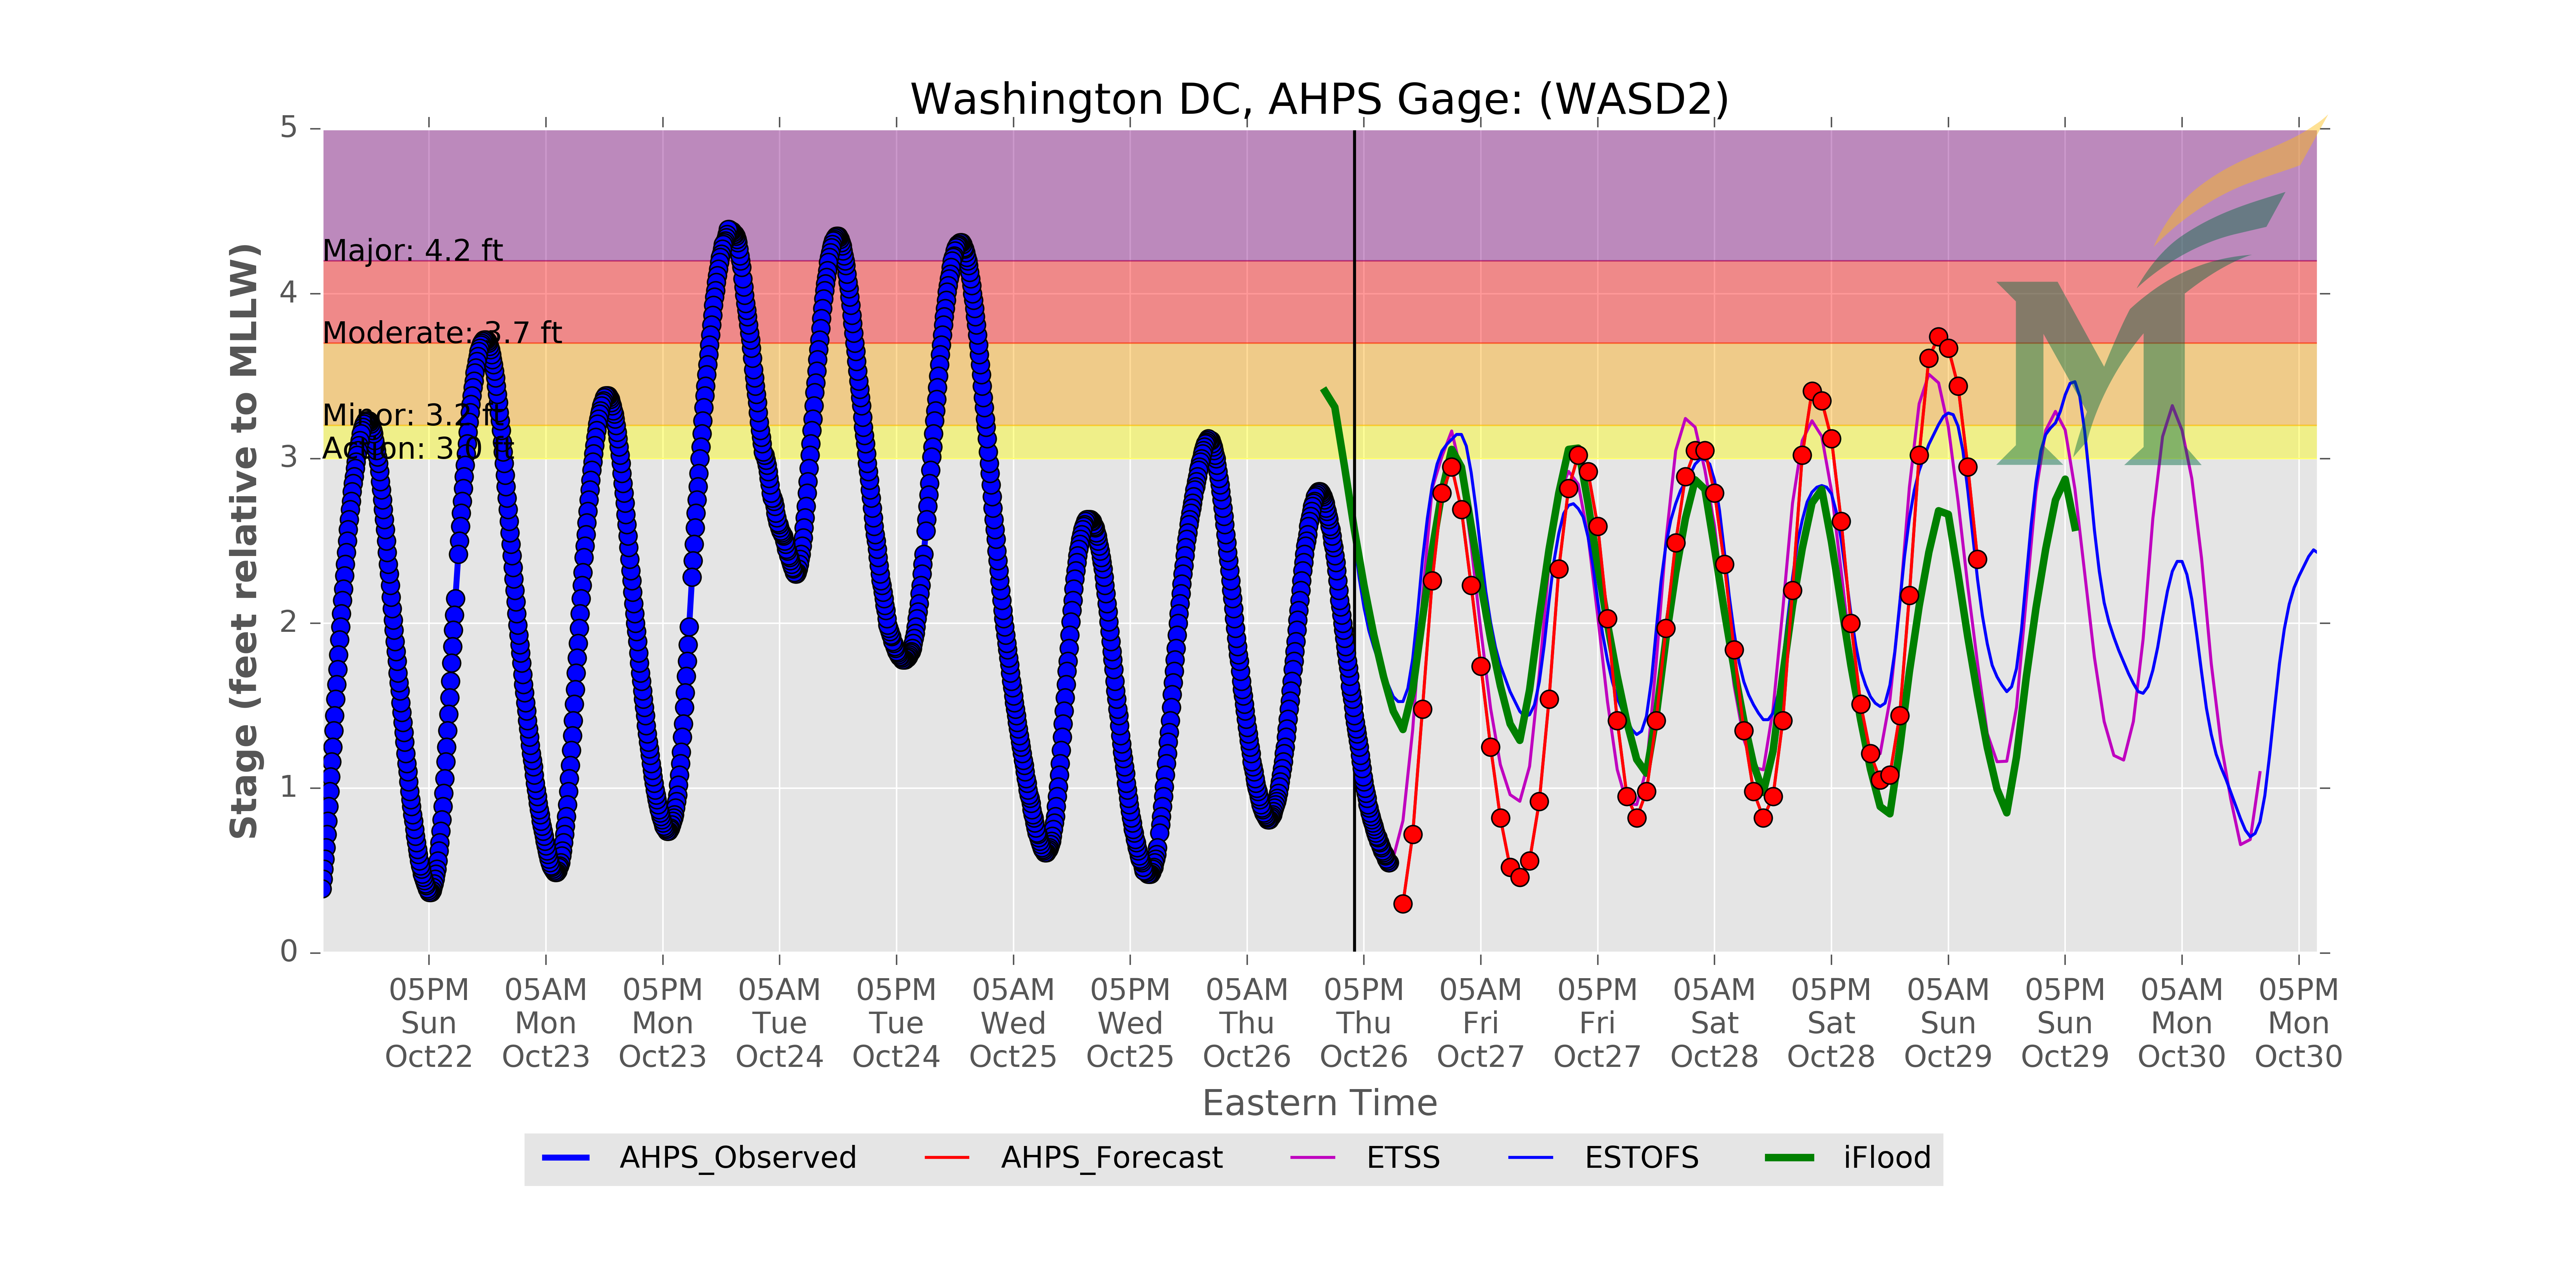 Washington DC, AHPS Gage: (WASD2)
Stage (feet relative to MLLW)
5
4
3
2
1
0
Major: 4.2 ft
Moderate: 3.7 ft
Minor: 3.2 ft
Action: 3.0 ft
05PM 05AM 05PM 05AM 05PM 05AM 05PM 05AM 05PM 05AM 05PM 05AM 05PM 05AM 05PM 05AM 05PM
Sun Mon Mon Tue Tue Wed Wed Thu Thu Fri Fri Sat Sat Sun Sun Mon Mon
Oct22 Oct23 Oct23 Oct24 Oct24 Oct25 Oct25 Oct26 Oct26 Oct27 Oct27 Oct28 Oct28 Oct29 Oct29 Oct30 Oct30
Eastern Time
AHPS_Observed AHPS_Forecast ETSS ESTOFS iFlood